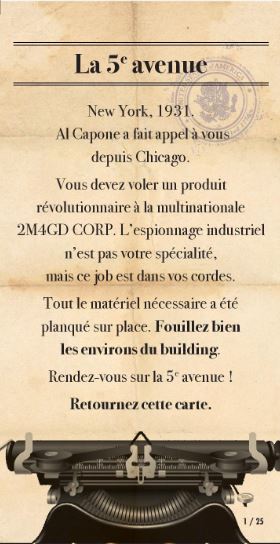 La 5e avenue
New York, 1931.
Al Capone a fait appel à vous
depuis Chicago.
Vous devez voler un produit
révolutionnaire à la multinationale
2M4GD CORP. L'espionnage industriel
n'est pas votre spécialité,
mais ce job est dans vos cordes.
Tout le matériel nécessaire a été
planqué sur place. Fouillez bien
les environs du building.
Rendez-vous sur la 5e avenue !
Retournez cette carte.
1 / 25